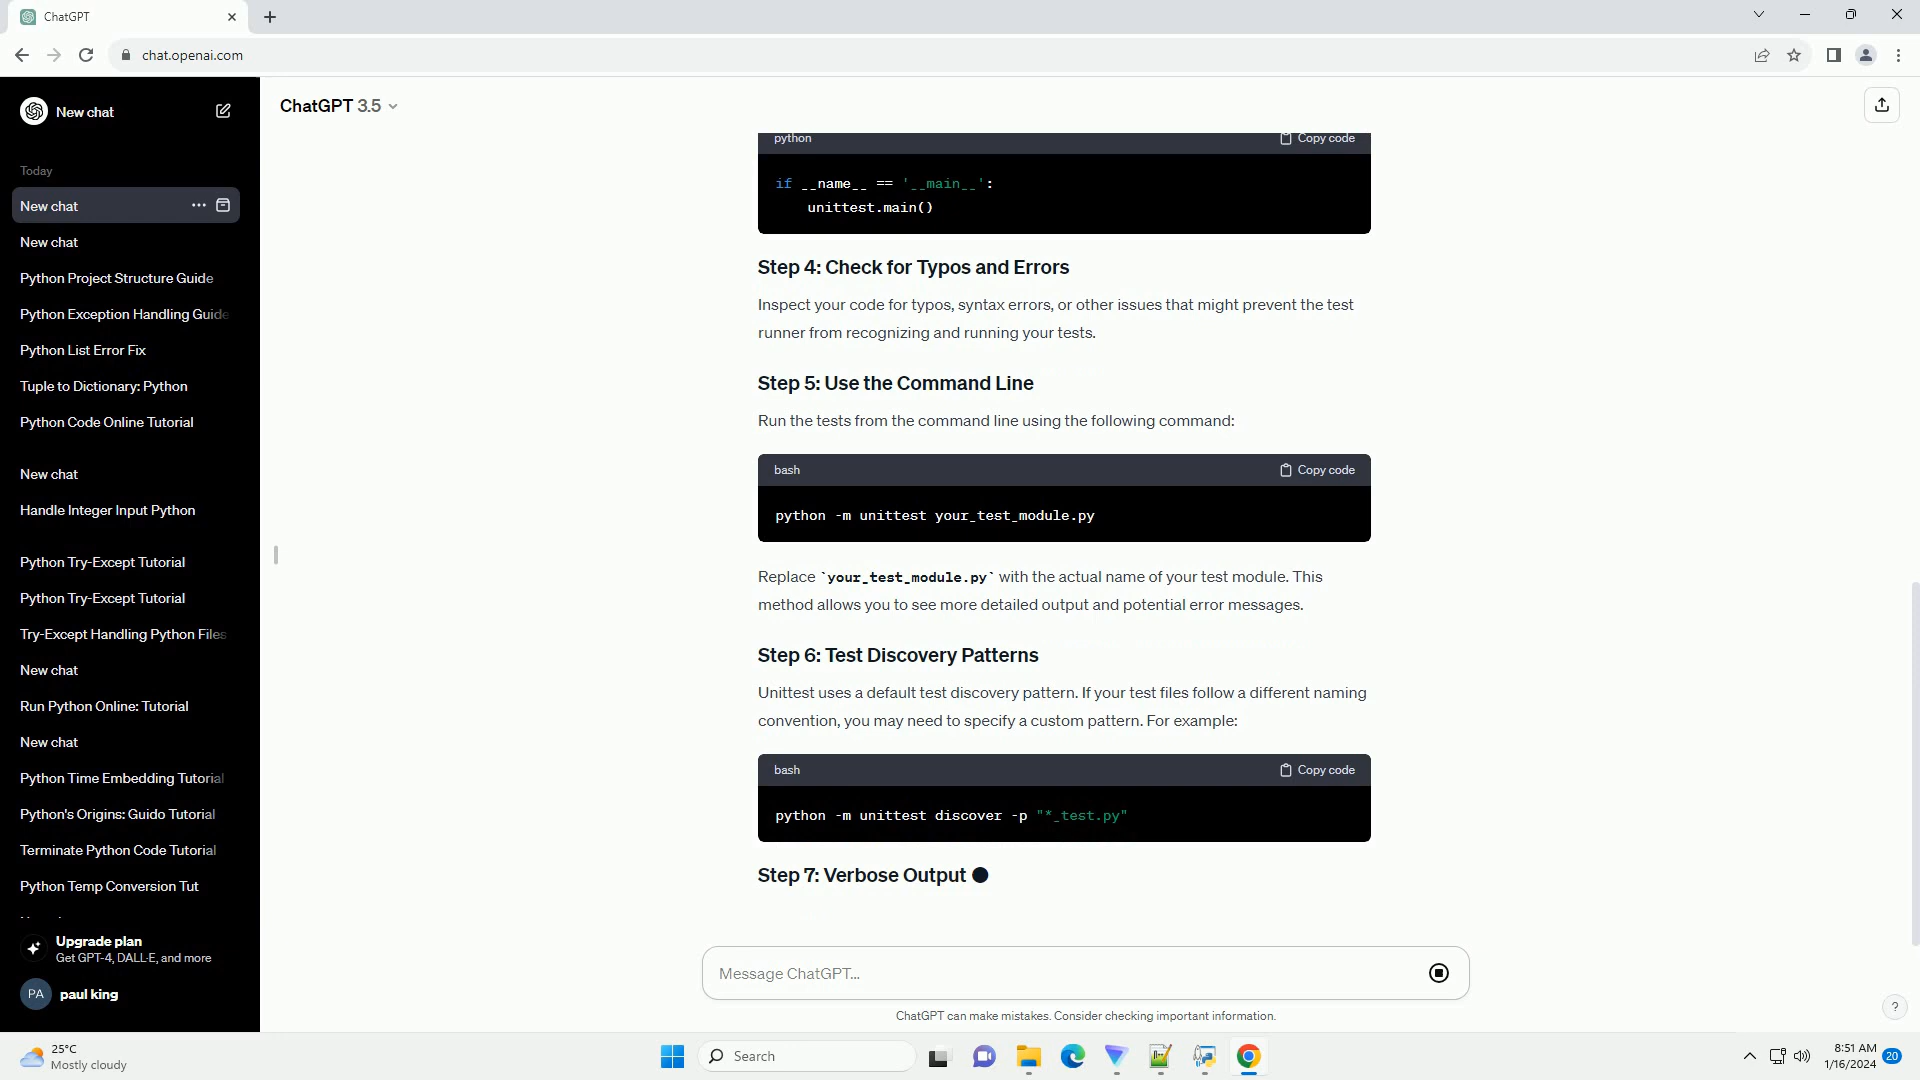 ChatGPT
chat.openai.com
New chat
Today
New chat
New chat
Python Project Structure Guide
Python Exception Handling Guide
Python List Error Fix
Tuple to Dictionary: Python
Python Code Online Tutorial
New chat
Handle Integer Input Python
Python Try-Except Tutorial
Python Try-Except Tutorial
Try-Except Handling Python Files
New chat
Run Python Online: Tutorial
New chat
Python Time Embedding Tutorial
Python's Origins: Guido Tutorial
Terminate Python Code Tutorial
Python Temp Conversion Tut
Upgrade plan
Get GPT-4, DALL·E, and more
PA paul king
ChatGPT 3.5
python Copy code
if __name__ == '__main__':
unittest.main()
Step 4: Check for Typos and Errors
Inspect your code for typos, syntax errors, or other issues that might prevent the test
runner from recognizing and running your tests.
Step 5: Use the Command Line
Run the tests from the command line using the following command:
bash Copy code
python -m unittest your_test_module.py
Replace `your_test_module.py` with the actual name of your test module. This
method allows you to see more detailed output and potential error messages.
Step 6: Test Discovery Patterns
Unittest uses a default test discovery pattern. If your test files follow a different naming
convention, you may need to specify a custom pattern. For example:
bash Copy code
python -m unittest discover -p "*_test.py"
Step 7: Verbose Output
Message ChatGPT...
ChatGPT can make mistakes. Consider checking important information.
?
25°C
Mostly cloudy
Search
8:51 AM
1/16/2024
20